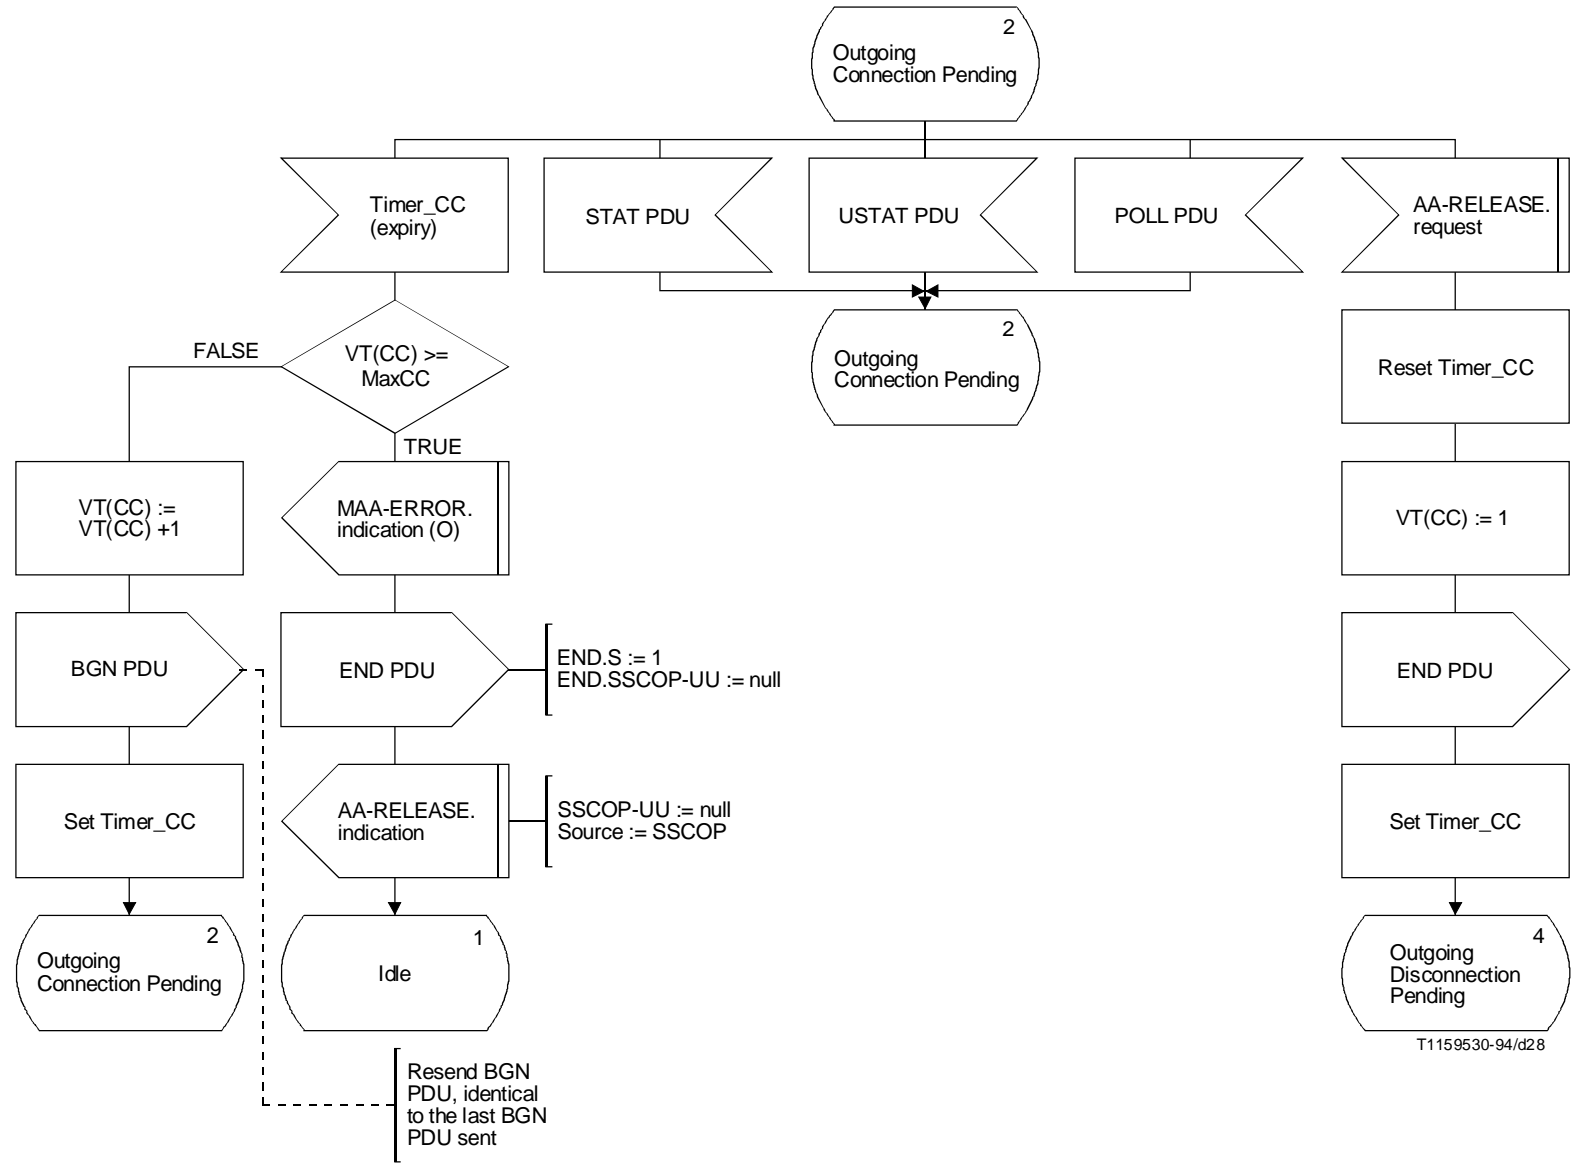 2
Outgoing
Connection Pending
Timer_CC
(expiry)
STAT PDU
USTAT PDU
POLL PDU
AA-RELEASE.
request
FALSE
VT(CC) >=
MaxCC
TRUE
2
Outgoing
Connection Pending
Reset Timer_CC
VT(CC) :=
VT(CC) +1
MAA-ERROR.
indication (O)
VT(CC) := 1
BGN PDU
END PDU
END.S := 1
END.SSCOP-UU := null
END PDU
Set Timer_CC
AA-RELEASE.
indication
SSCOP-UU := null
Source := SSCOP
Set Timer_CC
2
Outgoing
Connection Pending
1
Idle
4
Outgoing
Disconnection
Pending
T1159530-94/d28
Resend BGN
PDU, identical
to the last BGN
PDU sent